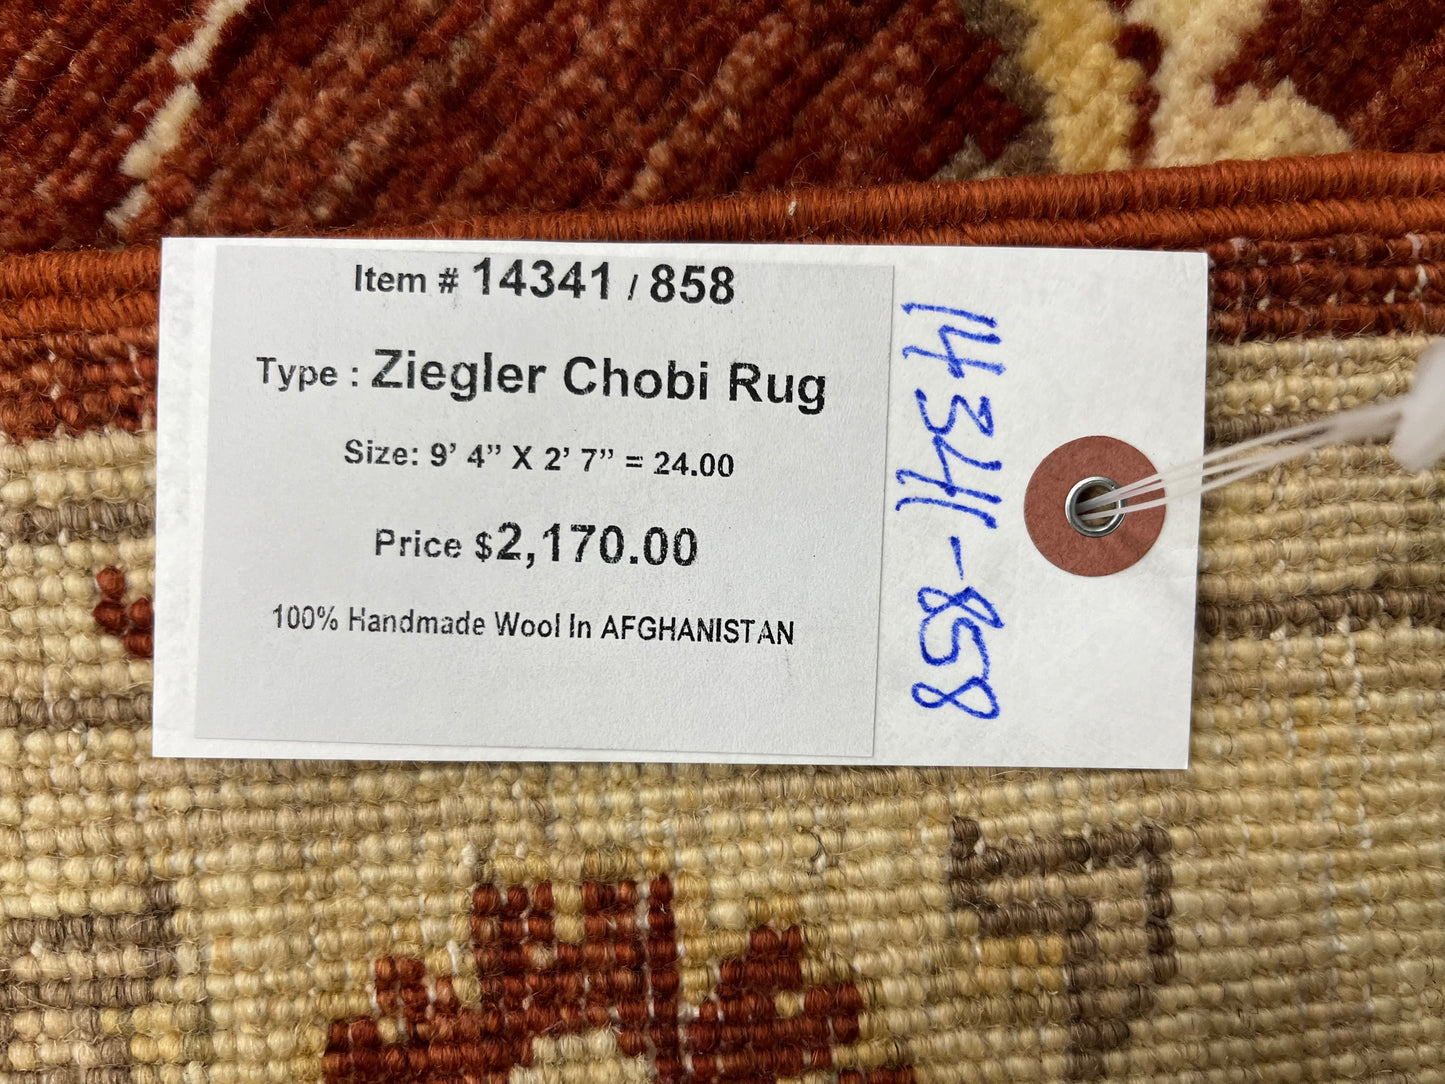 Item # 14341 / 858
Type : Ziegler Chobi Rug
Size: 9’ 4” X 2’ 7” = 24.00
Price $2,170.00
100% Handmade Wool In AFGHANISTAN
14341-858